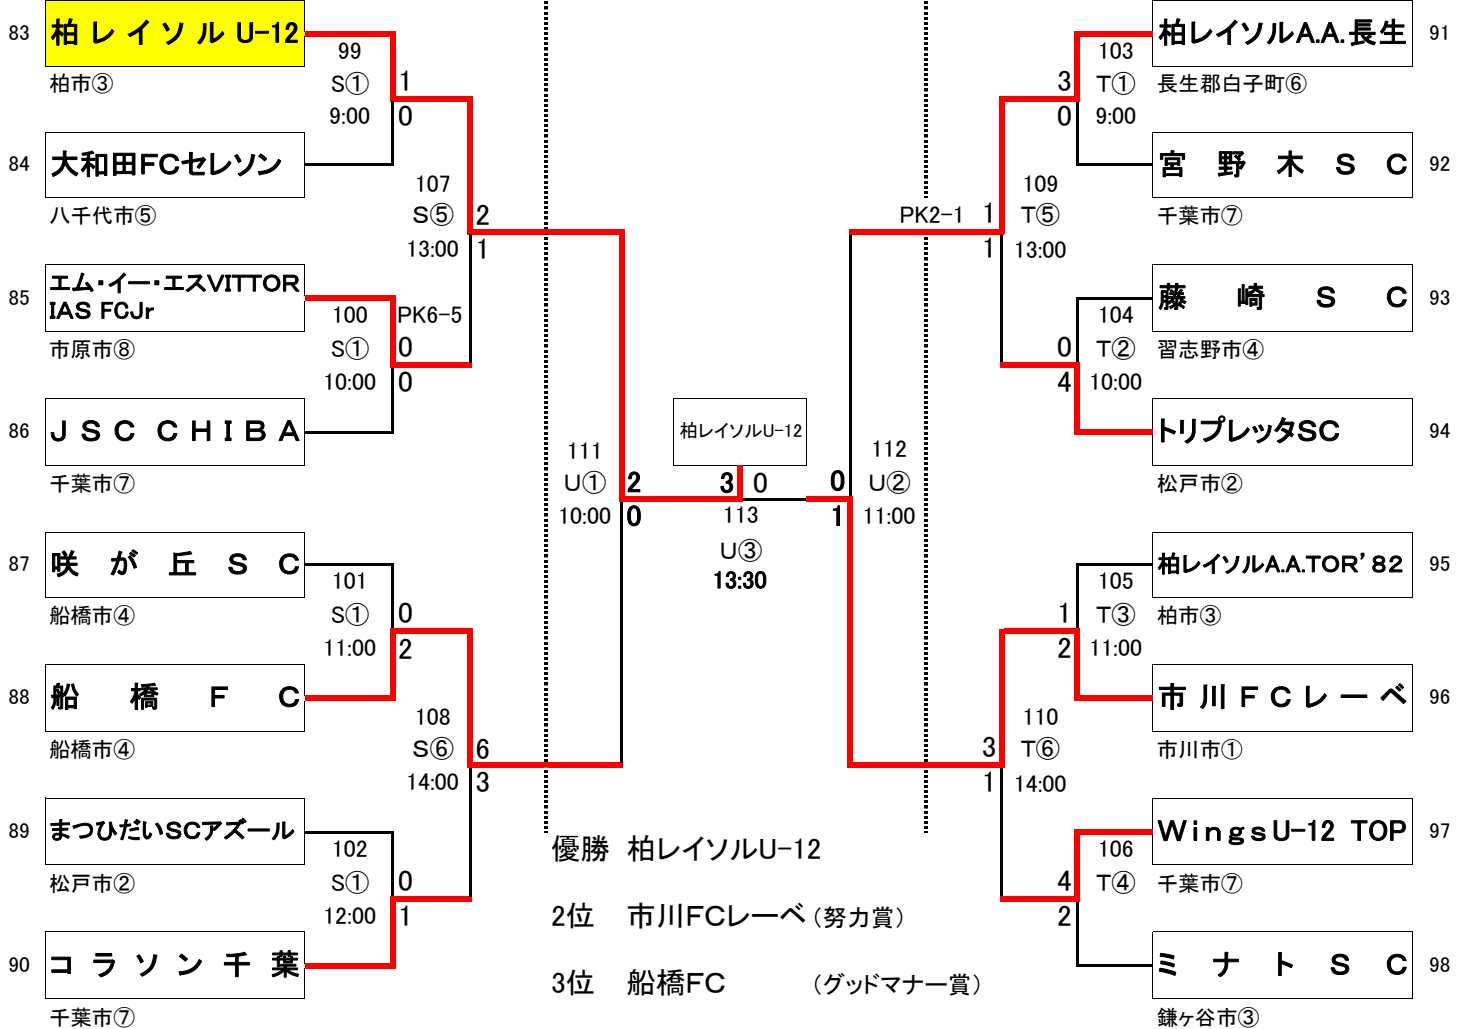 83
柏レイソルU-12
柏市③
99
S①
9:00
1
0
84
大和田FCセレソン
八千代市⑤
107
S⑤
13:00
2
1
85
エム・イー・エスVITTOR
IAS FCJr
市原市⑧
100
S①
10:00
PK6-5
0
0
86
JSC CHIBA
千葉市⑦
87
咲が丘SC
船橋市④
101
S①
11:00
0
2
88
船橋FC
船橋市④
108
S⑥
14:00
6
3
89
まつひだいSCアズール
松戸市②
102
S①
12:00
0
1
90
コラソン千葉
千葉市⑦
111
U①
10:00
2
0
柏レイソルU-12
3 0
113
U③
13:30
0
1
112
U②
11:00
優勝 柏レイソルU-12
2位 市川FCレーベ(努力賞)
3位 船橋FC (グッドマナー賞)
91
柏レイソルA.A.長生
長生郡白子町⑥
103
T①
9:00
3
0
92
宮野木SC
千葉市⑦
109
T⑤
13:00
PK2-1
1
1
93
藤崎SC
習志野市④
104
T②
10:00
0
4
94
トリプレッタSC
松戸市②
95
柏レイソルA.A.TOR’82
柏市③
105
T③
11:00
1
2
96
市川FCレーベ
市川市①
110
T⑥
14:00
3
1
97
WingsU-12 TOP
千葉市⑦
106
T④
4
2
98
ミナトSC
鎌ヶ谷市③